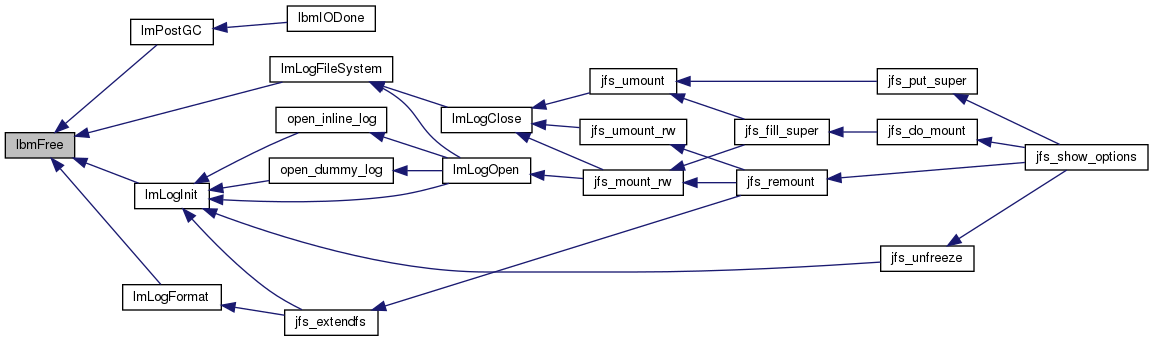 lbmIODone
lmPostGC
lmLogFileSystem
jfs_umount
jfs_put_super
open_inline_log
lmLogClose
jfs_umount_rw
jfs_fill_super
jfs_do_mount
lbmFree
jfs_show_options
open_dummy_log
lmLogOpen
jfs_mount_rw
jfs_remount
lmLogInit
jfs_unfreeze
lmLogFormat
jfs_extendfs